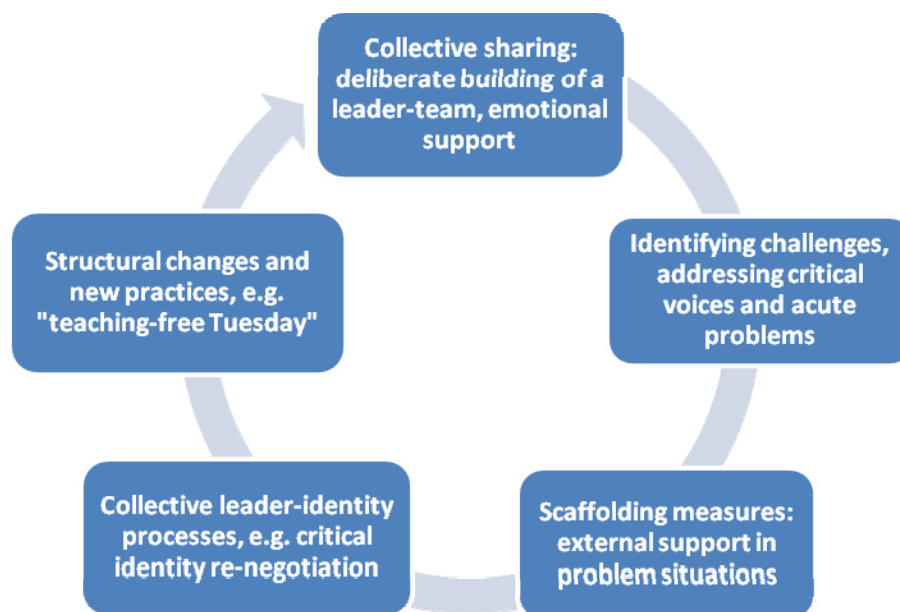 Collective sharing:
deliberate building of a
leader-team, emotional
support
Identifying challenges,
addressing critical
voices and acute
problems
Scaffolding measures:
external support in
problem situations
Collective leader-identity
processes, e.g. critical
identity re-negotiation
Structural changes and
new practices, e.g.
"teaching-free Tuesday"